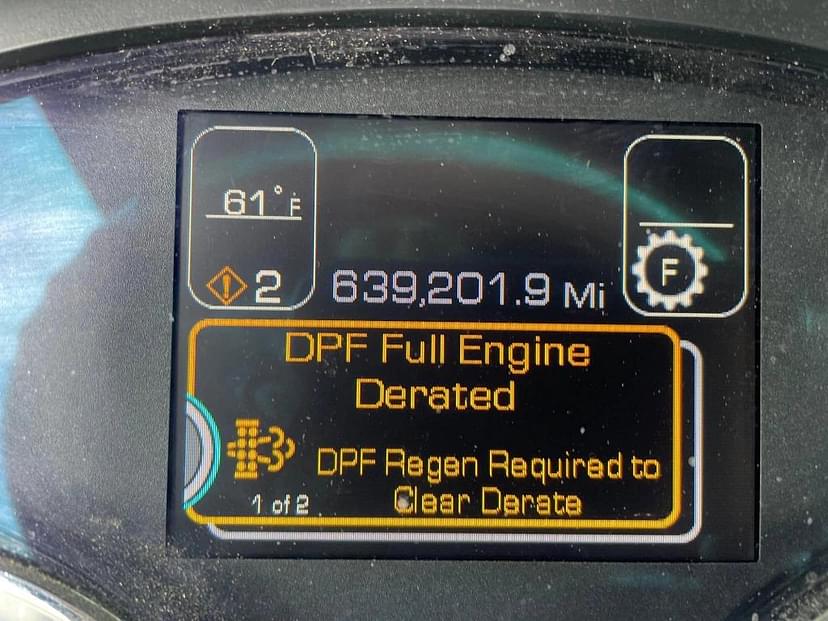 61°F
2
639,201.9 Mi
F
DPF Full Engine
Derated
DPF Regen Required to
Clear Derate
1 of 2